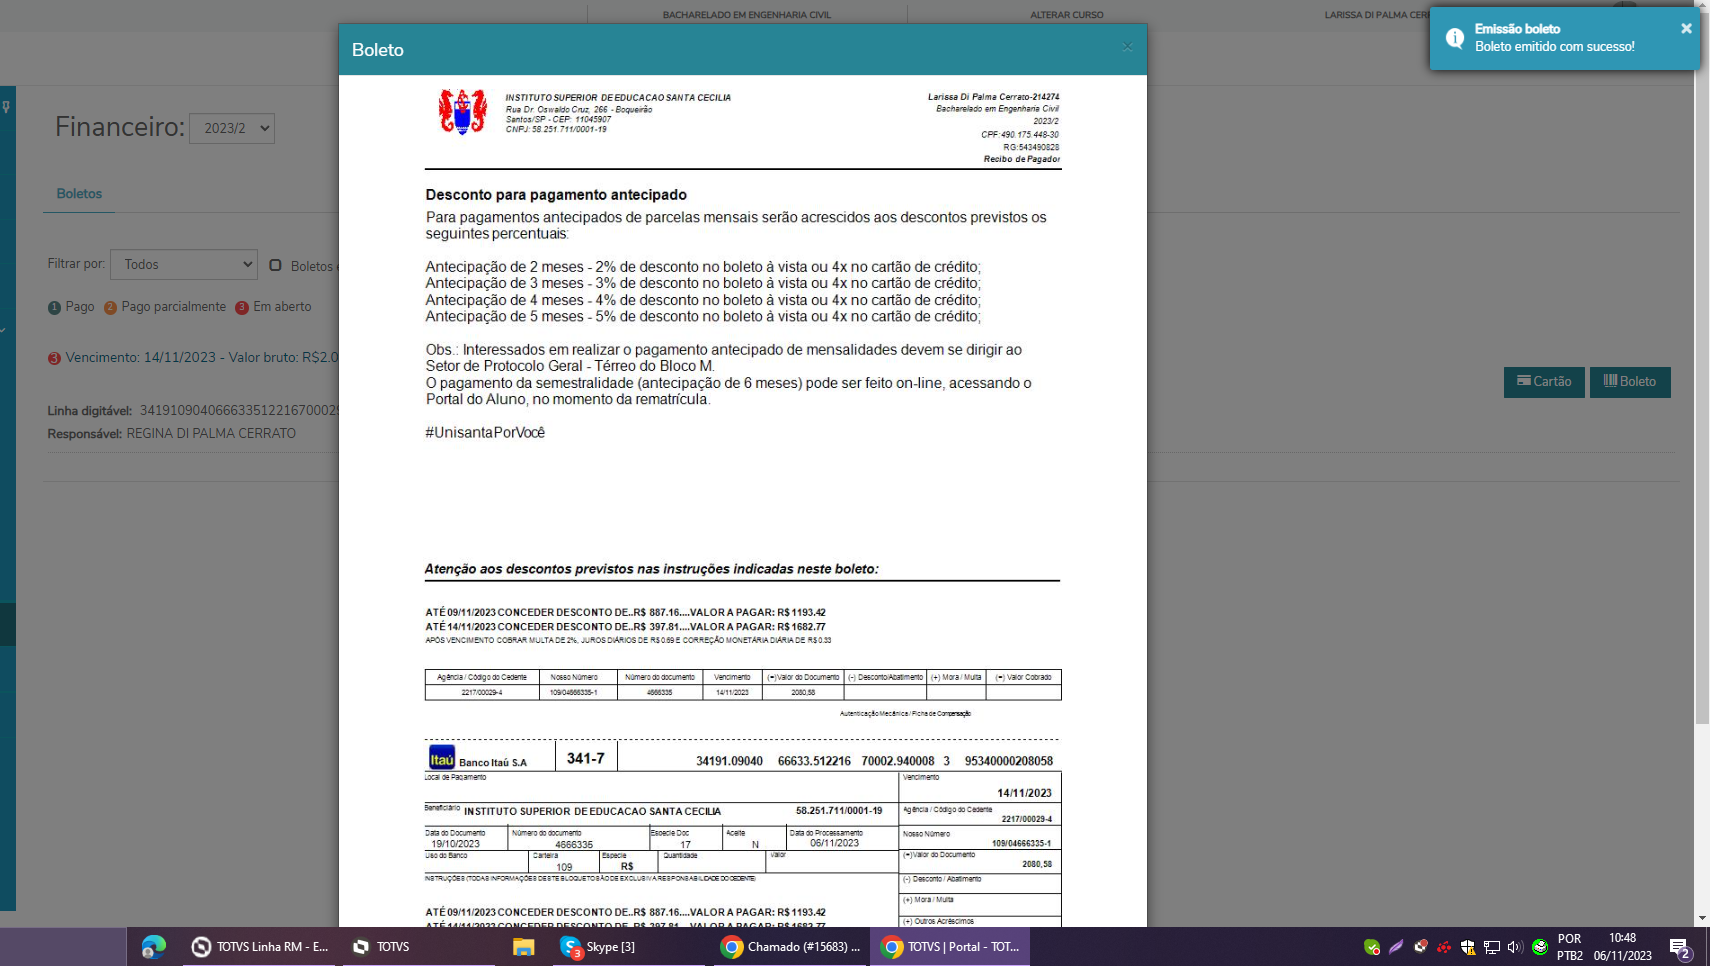 BACHARELADO EM ENGENHARIA CIVIL
ALTERAR CURSO
LARISSA DI PALMA
Emissão boleto
Boleto emitido com sucesso!
Boleto
INSTITUTO SUPERIOR DE EDUCACAO SANTA CECILIA
Rua Dr. Oswaldo Cruz, 266 - Boqueirão
Santos/SP - CEP: 11045907
CNPJ: 58.251.711/0001-19
Larissa Di Palma Cerrato-214274
Bacharelado em Engenharia Civil
2023/2
CPF:490.175.448-30
RG:543490828
Recibo de Pagador
Financeiro: 2023/2
Boletos
Filtrar por: Todos Boletos
1 Pago 2 Pago parcialmente 3 Em aberto
3 Vencimento: 14/11/2023 - Valor bruto: R$2.0
Linha digitável: 34191090406663351221670002
Responsável: REGINA DI PALMA CERRATO
Cartão
Boleto
Desconto para pagamento antecipado
Para pagamentos antecipados de parcelas mensais serão acrescidos aos descontos previstos os
seguintes percentuais:
Antecipação de 2 meses - 2% de desconto no boleto à vista ou 4x no cartão de crédito;
Antecipação de 3 meses - 3% de desconto no boleto à vista ou 4x no cartão de crédito;
Antecipação de 4 meses - 4% de desconto no boleto à vista ou 4x no cartão de crédito;
Antecipação de 5 meses - 5% de desconto no boleto à vista ou 4x no cartão de crédito;
Obs.: Interessados em realizar o pagamento antecipado de mensalidades devem se dirigir ao
Setor de Protocolo Geral - Térreo do Bloco M.
O pagamento da semestralidade (antecipação de 6 meses) pode ser feito on-line, acessando o
Portal do Aluno, no momento da rematrícula.
#UnisantaPorVocê
Atenção aos descontos previstos nas instruções indicadas neste boleto:
ATÉ 09/11/2023 CONCEDER DESCONTO DE..R$ 887.16....VALOR A PAGAR: R$ 1193.42
ATÉ 14/11/2023 CONCEDER DESCONTO DE..R$ 397.81....VALOR A PAGAR: R$ 1682.77
APÓS VENCIMENTO COBRAR MULTA DE 2%, JUROS DIÁRIOS DE R$ 0.69 E CORREÇÃO MONETÁRIA DIÁRIA DE R$ 0.33
Agência / Código do Cedente Nosso Número Número do documento Vencimento (=)Valor do Documento (-) Desconto/Abatimento (+) Mora / Multa (=) Valor Cobrado
2217/00029-4 109/04666335-1 4666335 14/11/2023 2080,58
Autenticação Mecânica / Ficha de Compensação
Itaú Banco Itaú S.A 341-7 34191.09040 66633.512216 70002.940008 3 95340000208058
Local de Pagamento
Vencimento
14/11/2023
Beneficiário INSTITUTO SUPERIOR DE EDUCACAO SANTA CECILIA 58.251.711/0001-19
Agência / Código do Cedente
2217/00029-4
Data do Documento Número do documento Especie Doc Aceite Data do Processamento
19/10/2023 4666335 17 N 06/11/2023
Nosso Número
109/04666335-1
Uso do Banco Carteira Especie Quantidade Valor
109 R$
(=)Valor do Documento
2080,58
INSTRUÇÕES (TODAS INFORMAÇÕES DESTE BLOQUETO SÃO DE EXCLUSIVA RESPONSABILIDADE DO CEDENTE)
(-) Desconto / Abatimento
(+) Mora / Multa
(+) Outros Acréscimos
ATÉ 09/11/2023 CONCEDER DESCONTO DE..R$ 887.16....VALOR A PAGAR: R$ 1193.42
ATÉ 14/11/2023 CONCEDER DESCONTO DE..R$ 397.81....VALOR A PAGAR: R$ 1682.77
TOTVS Linha RM - E...
TOTVS
Skype [3]
Chamado (#15683) ...
TOTVS | Portal - TOT...
POR
PTB2
10:48
06/11/2023
2